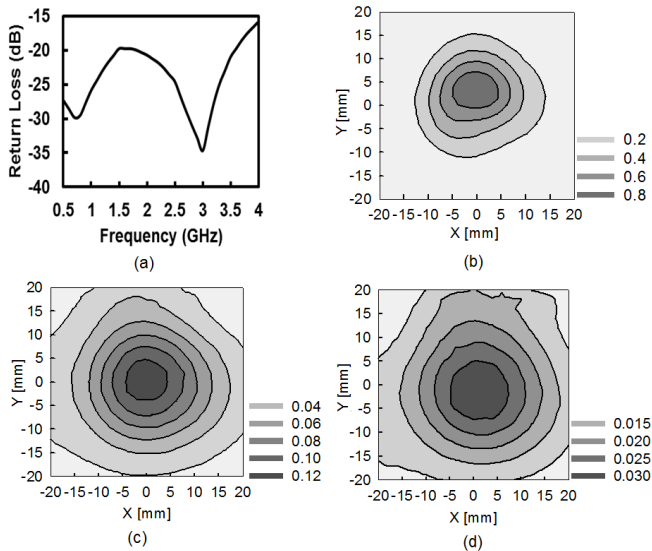 Return Loss (dB)
-15
-20
-25
-30
-35
-40
0.5 1 1.5 2 2.5 3 3.5 4
Frequency (GHz)
(a)
Y [mm]
20
15
10
5
0
-5
-10
-15
-20
-20 -15 -10 -5 0 5 10 15 20
X [mm]
0.2
0.4
0.6
0.8
(b)
Y [mm]
20
15
10
5
0
-5
-10
-15
-20
-20 -15 -10 -5 0 5 10 15 20
X [mm]
0.04
0.06
0.08
0.10
0.12
(c)
Y [mm]
20
15
10
5
0
-5
-10
-15
-20
-20 -15 -10 -5 0 5 10 15 20
X [mm]
0.015
0.020
0.025
0.030
(d)